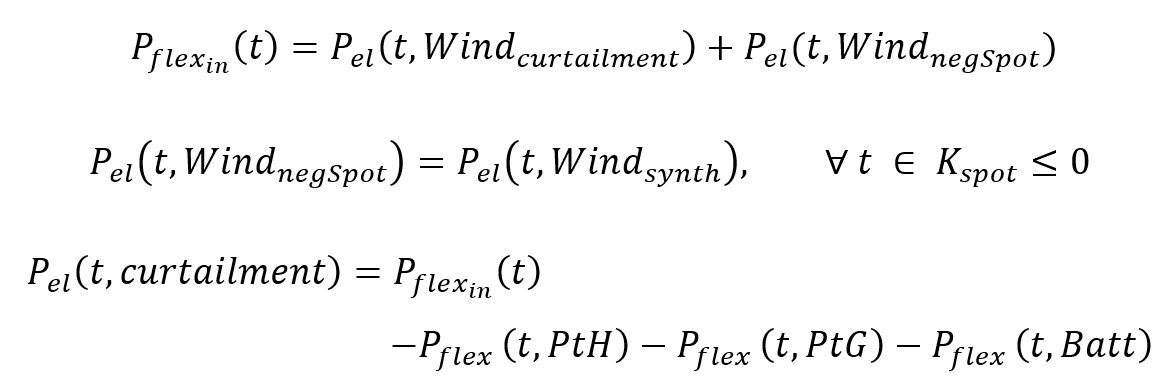 P_{flex_{in}}(t) = P_{el}(t, Wind_{curtailment}) + P_{el}(t, Wind_{negSpot})
P_{el}(t, Wind_{negSpot}) = P_{el}(t, Wind_{synth}), ∀ t ∈ K_{spot} ≤ 0
P_{el}(t, curtailment) = P_{flex_{in}}(t)
−P_{flex} (t, PtH) − P_{flex} (t, PtG) − P_{flex} (t, Batt)